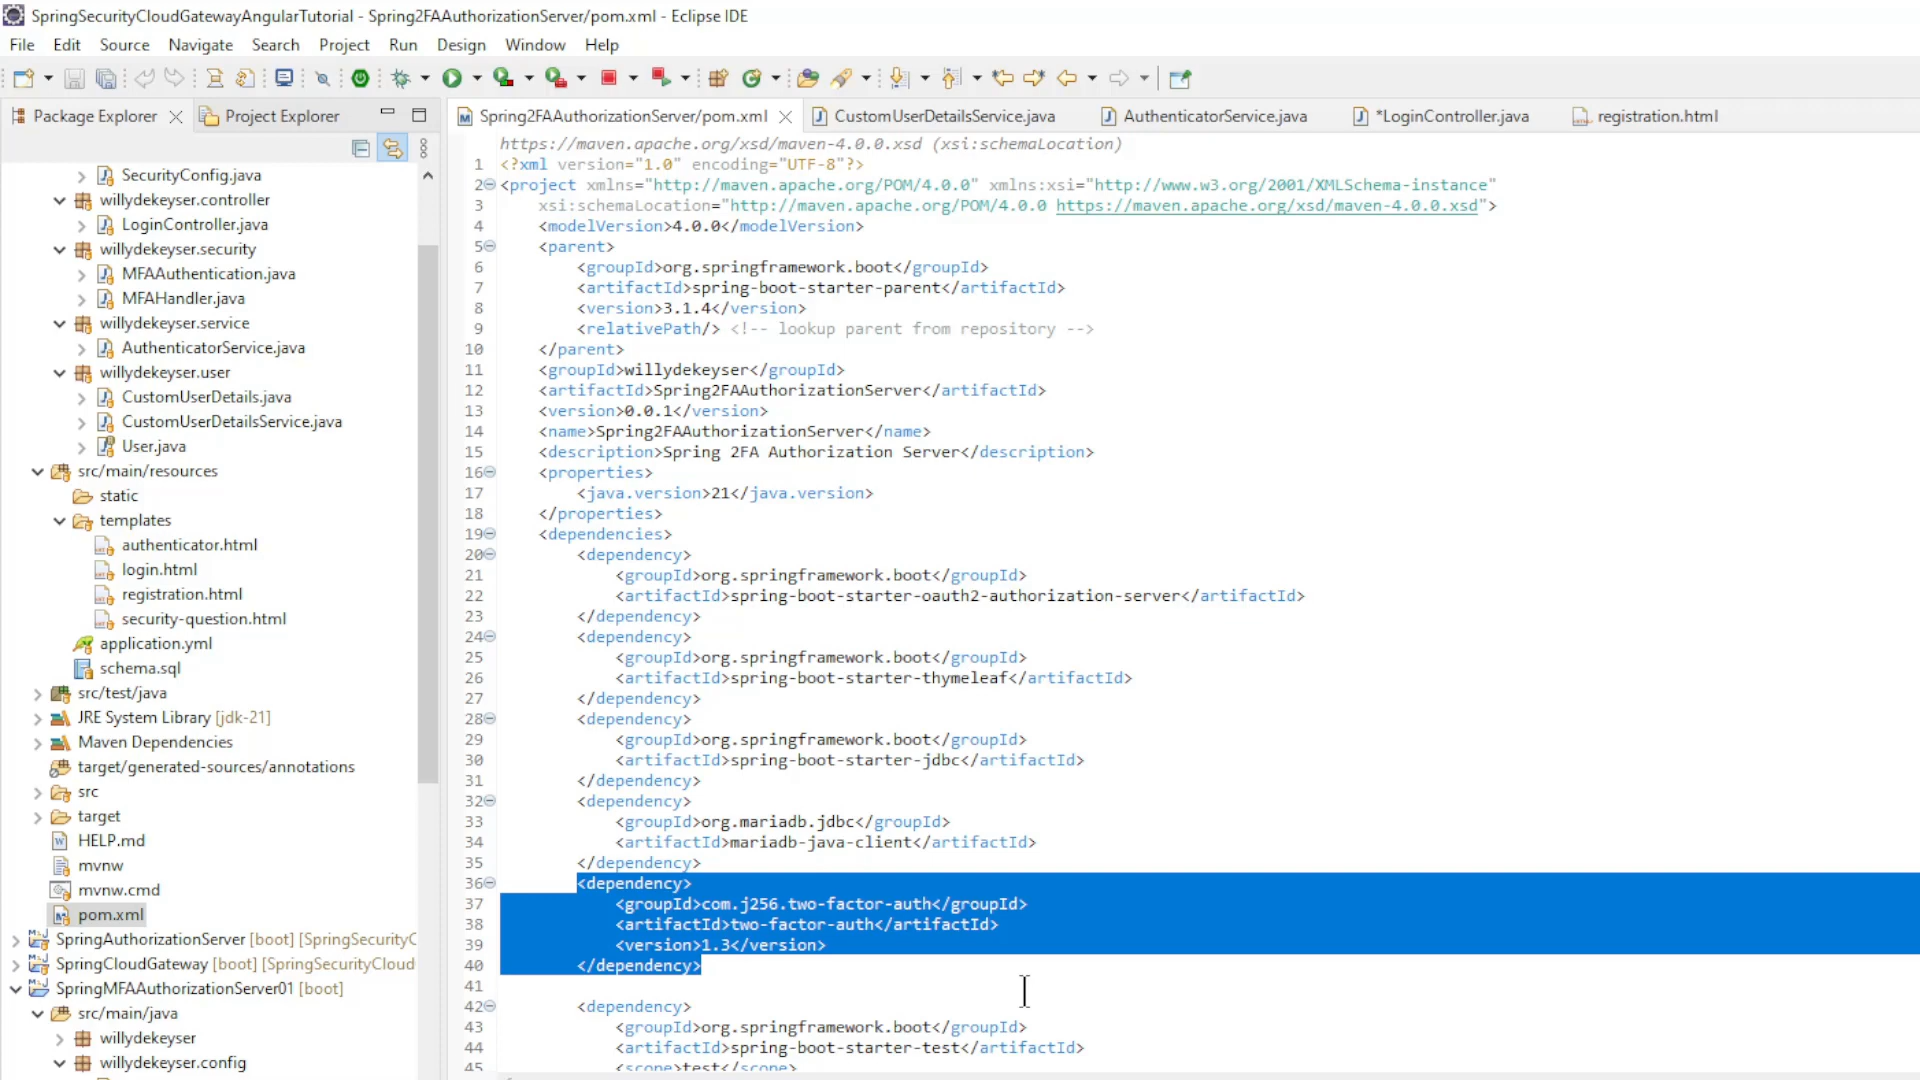 SpringSecurityCloudGatewayAngularTutorial - Spring2FAAuthorizationServer/pom.xml - Eclipse IDE
File Edit Source Navigate Search Project Run Design Window Help
Package Explorer Project Explorer
Spring2FAAuthorizationServer/pom.xml CustomUserDetailsService.java AuthenticatorService.java *LoginController.java registration.html
SecurityConfig.java
willydekeyser.controller
LoginController.java
willydekeyser.security
MFAAuthentication.java
MFAHandler.java
willydekeyser.service
AuthenticatorService.java
willydekeyser.user
CustomUserDetails.java
CustomUserDetailsService.java
User.java
src/main/resources
static
templates
authenticator.html
login.html
registration.html
security-question.html
application.yml
schema.sql
src/test/java
JRE System Library [jdk-21]
Maven Dependencies
target/generated-sources/annotations
src
target
HELP.md
mvnw
mvnw.cmd
pom.xml
SpringAuthorizationServer [boot] [SpringSecurityC
SpringCloudGateway [boot] [SpringSecurityCloud
SpringMFAAuthorizationServer01 [boot]
src/main/java
willydekeyser
willydekeyser.config
https://maven.apache.org/xsd/maven-4.0.0.xsd (xsi:schemaLocation)
1 <?xml version="1.0" encoding="UTF-8"?>
2 <project xmlns="http://maven.apache.org/POM/4.0.0" xmlns:xsi="http://www.w3.org/2001/XMLSchema-instance"
3 xsi:schemaLocation="http://maven.apache.org/POM/4.0.0 https://maven.apache.org/xsd/maven-4.0.0.xsd">
4 <modelVersion>4.0.0</modelVersion>
5 <parent>
6 <groupId>org.springframework.boot</groupId>
7 <artifactId>spring-boot-starter-parent</artifactId>
8 <version>3.1.4</version>
9 <relativePath/> <!-- lookup parent from repository -->
10 </parent>
11 <groupId>willydekeyser</groupId>
12 <artifactId>Spring2FAAuthorizationServer</artifactId>
13 <version>0.0.1</version>
14 <name>Spring2FAAuthorizationServer</name>
15 <description>Spring 2FA Authorization Server</description>
16 <properties>
17 <java.version>21</java.version>
18 </properties>
19 <dependencies>
20 <dependency>
21 <groupId>org.springframework.boot</groupId>
22 <artifactId>spring-boot-starter-oauth2-authorization-server</artifactId>
23 </dependency>
24 <dependency>
25 <groupId>org.springframework.boot</groupId>
26 <artifactId>spring-boot-starter-thymeleaf</artifactId>
27 </dependency>
28 <dependency>
29 <groupId>org.springframework.boot</groupId>
30 <artifactId>spring-boot-starter-jdbc</artifactId>
31 </dependency>
32 <dependency>
33 <groupId>org.mariadb.jdbc</groupId>
34 <artifactId>mariadb-java-client</artifactId>
35 </dependency>
36 <dependency>
37 <groupId>com.j256.two-factor-auth</groupId>
38 <artifactId>two-factor-auth</artifactId>
39 <version>1.3</version>
40 </dependency>
41
42 <dependency>
43 <groupId>org.springframework.boot</groupId>
44 <artifactId>spring-boot-starter-test</artifactId>
45 <scope>test</scope>